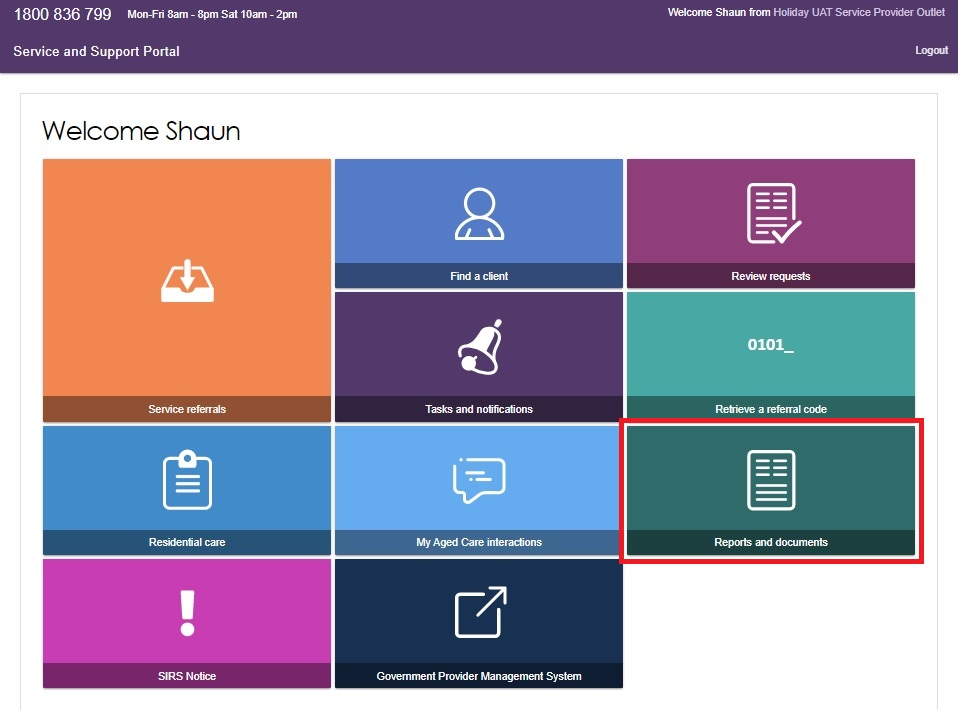 1800 836 799 Mon-Fri 8am - 8pm Sat 10am - 2pm
Welcome Shaun from Holiday UAT Service Provider Outlet
Service and Support Portal
Logout
Welcome Shaun
Find a client
Review requests
0101_
Service referrals
Tasks and notifications
Retrieve a referral code
Residential care
My Aged Care interactions
Reports and documents
SIRS Notice
Government Provider Management System